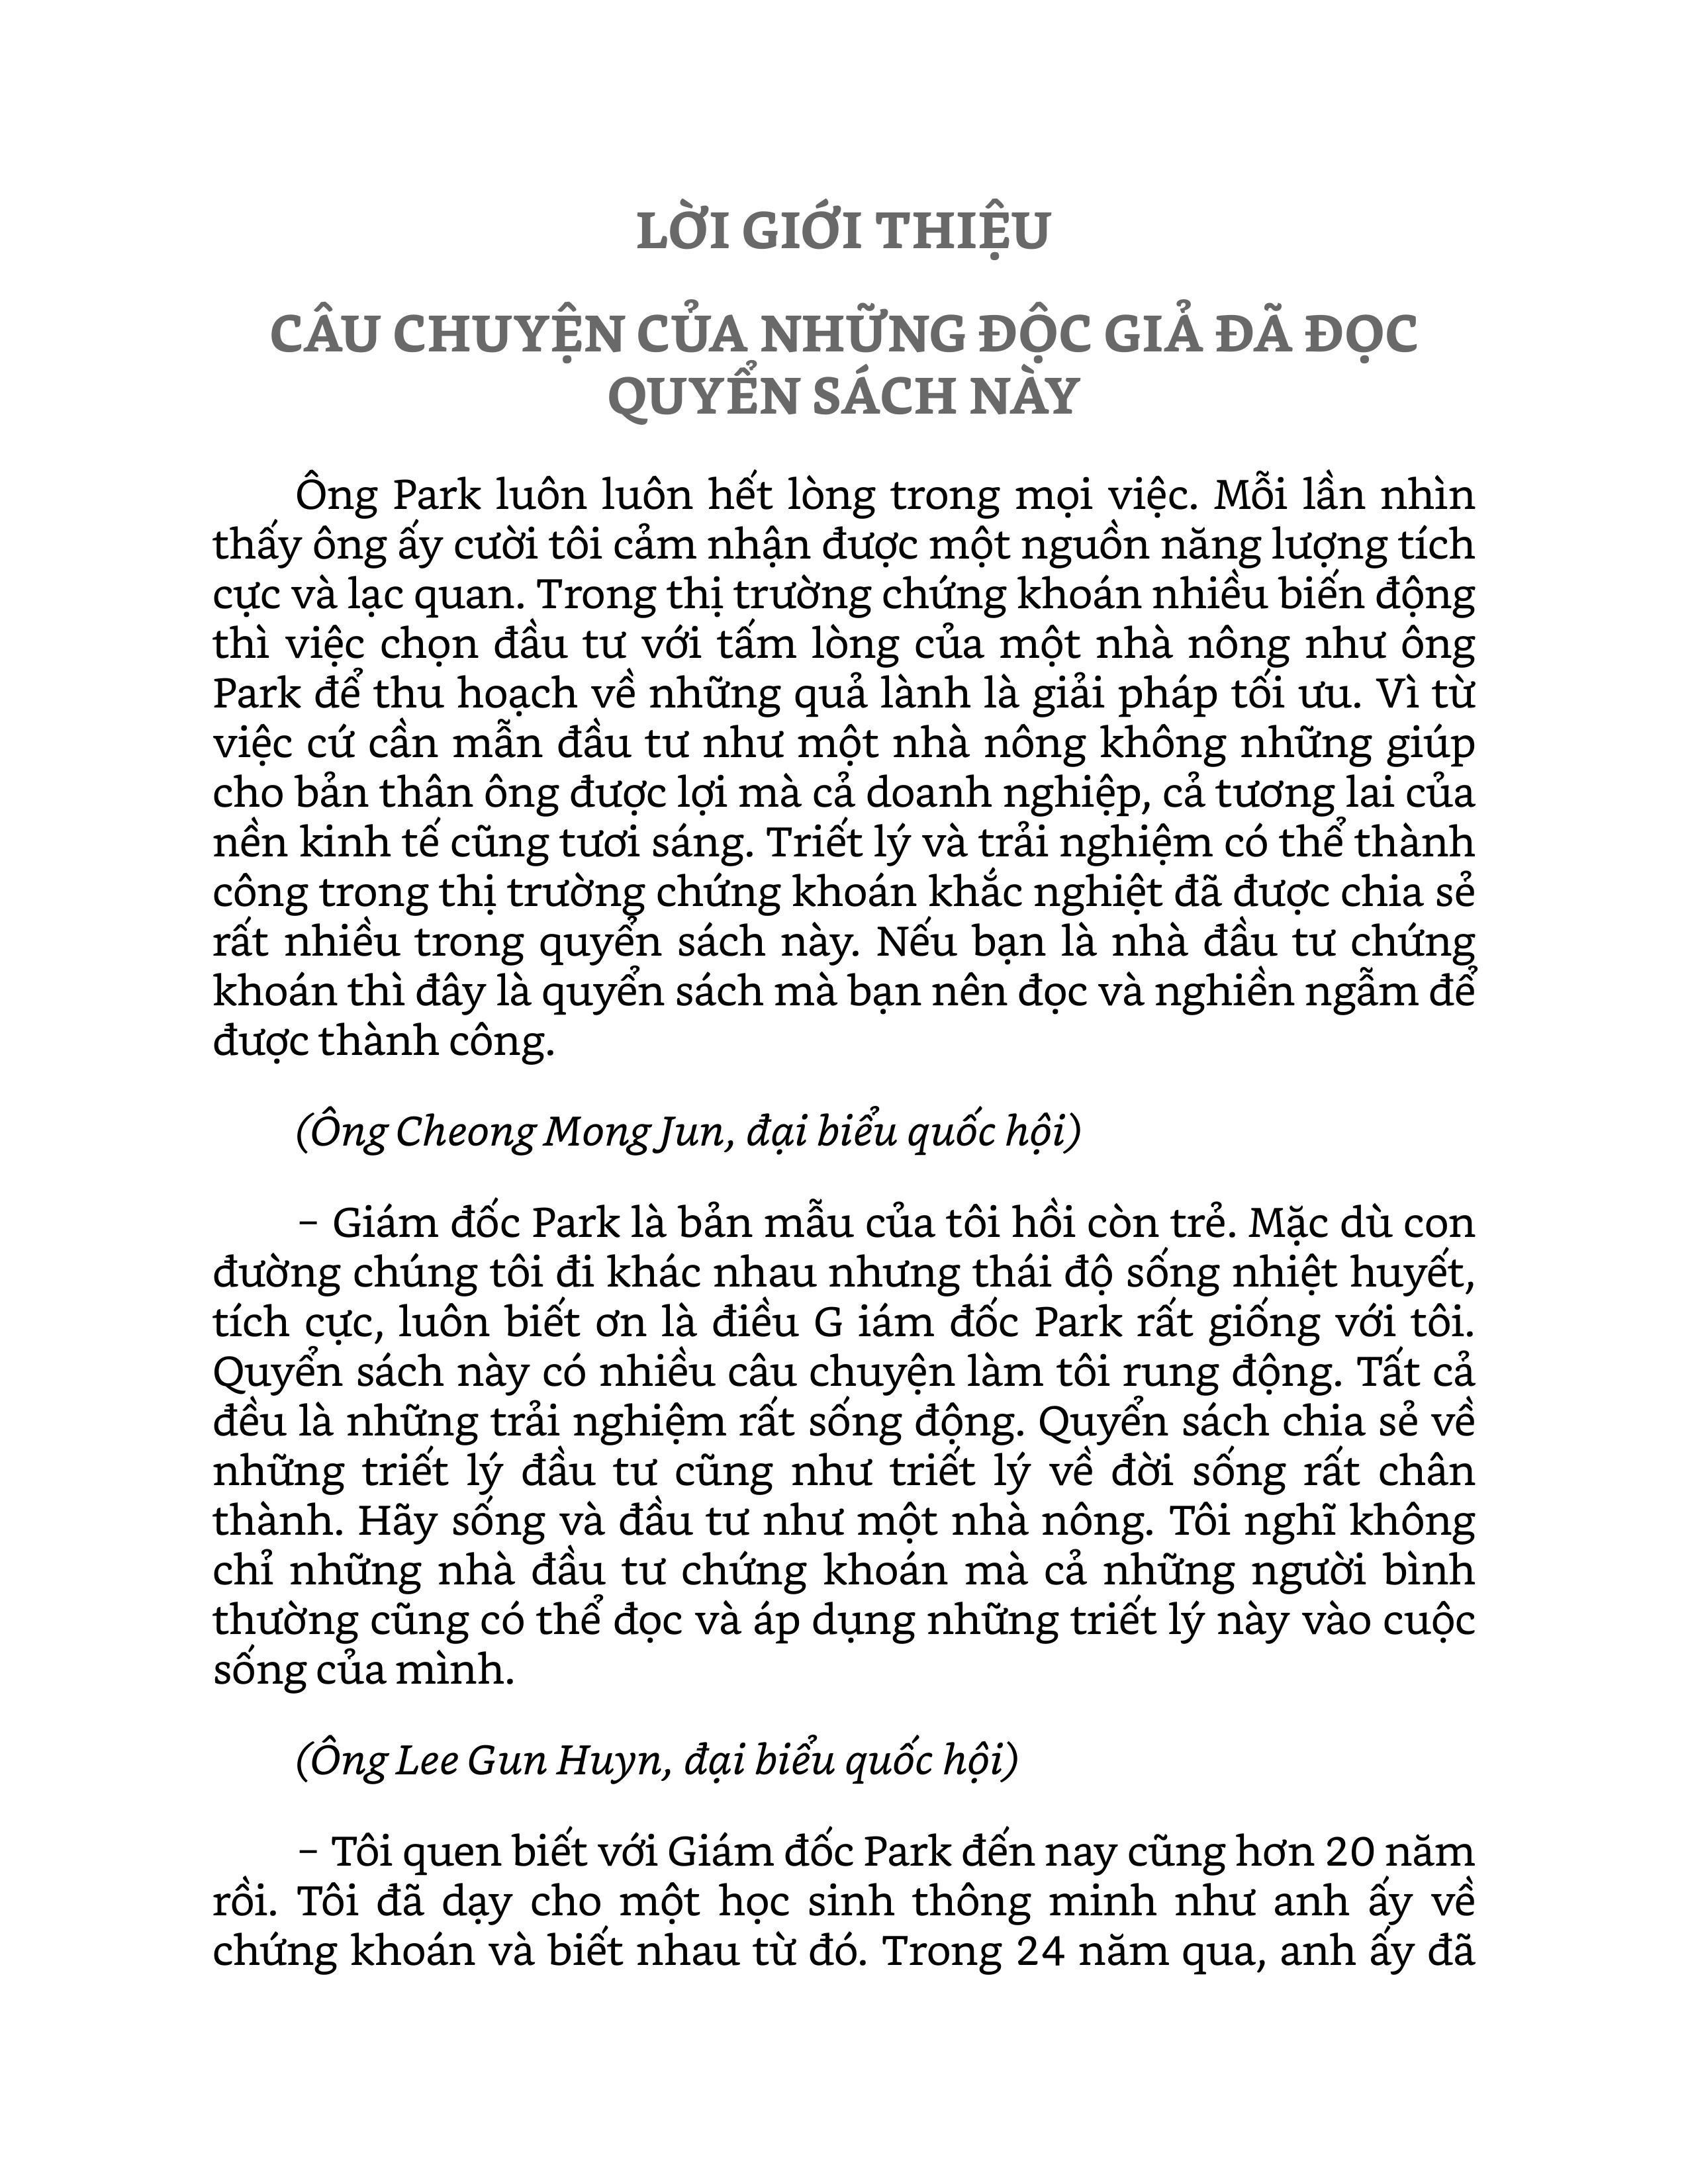 LỜI GIỚI THIỆU
CÂU CHUYỆN CỦA NHỮNG ĐỘC GIẢ ĐÃ ĐỌC
QUYỂN SÁCH NÀY
Ông Park luôn luôn hết lòng trong mọi việc. Mỗi lần nhìn
thấy ông ấy cười tôi cảm nhận được một nguồn năng lượng tích
cực và lạc quan. Trong thị trường chứng khoán nhiều biến động
thì việc chọn đầu tư với tấm lòng của một nhà nông như ông
Park để thu hoạch về những quả lành là giải pháp tối ưu. Vì từ
việc cứ cần mẫn đầu tư như một nhà nông không những giúp
cho bản thân ông được lợi mà cả doanh nghiệp, cả tương lai của
nền kinh tế cũng tươi sáng. Triết lý và trải nghiệm có thể thành
công trong thị trường chứng khoán khắc nghiệt đã được chia sẻ
rất nhiều trong quyển sách này. Nếu bạn là nhà đầu tư chứng
khoán thì đây là quyển sách mà bạn nên đọc và nghiền ngẫm để
được thành công.
(Ông Cheong Mong Jun, đại biểu quốc hội)
– Giám đốc Park là bản mẫu của tôi hồi còn trẻ. Mặc dù con
đường chúng tôi đi khác nhau nhưng thái độ sống nhiệt huyết,
tích cực, luôn biết ơn là điều G iám đốc Park rất giống với tôi.
Quyển sách này có nhiều câu chuyện làm tôi rung động. Tất cả
đều là những trải nghiệm rất sống động. Quyển sách chia sẻ về
những triết lý đầu tư cũng như triết lý về đời sống rất chân
thành. Hãy sống và đầu tư như một nhà nông. Tôi nghĩ không
chỉ những nhà đầu tư chứng khoán mà cả những người bình
thường cũng có thể đọc và áp dụng những triết lý này vào cuộc
sống của mình.
(Ông Lee Gun Huyn, đại biểu quốc hội)
– Tôi quen biết với Giám đốc Park đến nay cũng hơn 20 năm
rồi. Tôi đã dạy cho một học sinh thông minh như anh ấy về
chứng khoán và biết nhau từ đó. Trong 24 năm qua, anh ấy đã